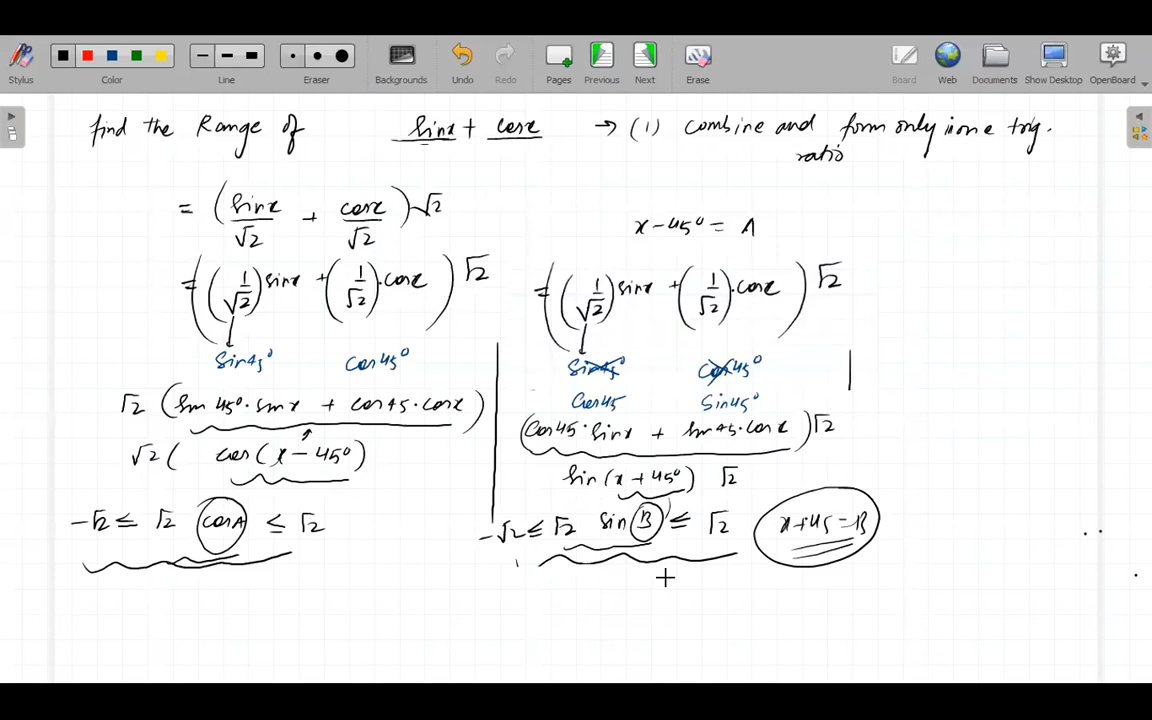 Stylus Color Line Eraser Backgrounds Undo Redo Pages Previous Next Erase Board Web Documents Show Desktop OpenBoard
find the Range of sinx + cosx → (1) combine and form only in one trig. ratio
= (sinx/√2 + cosx/√2) √2
x-45° = A
= ((1/√2) sinx + (1/√2).cosx) √2
sin45° cos45°
√2 (sin 45°.sinx + cos45.cosx)
√2 ( cos(x-45°)
-√2 ≤ √2 cosA ≤ √2
= ((1/√2) sinx + (1/√2).cosx) √2
sin45° cos45°
Cos45 Sin45°
(Cos45.sinx + sin45.cosx) √2
sin(x+45°) √2
-√2 ≤ √2 sin B ≤ √2
x+45=B